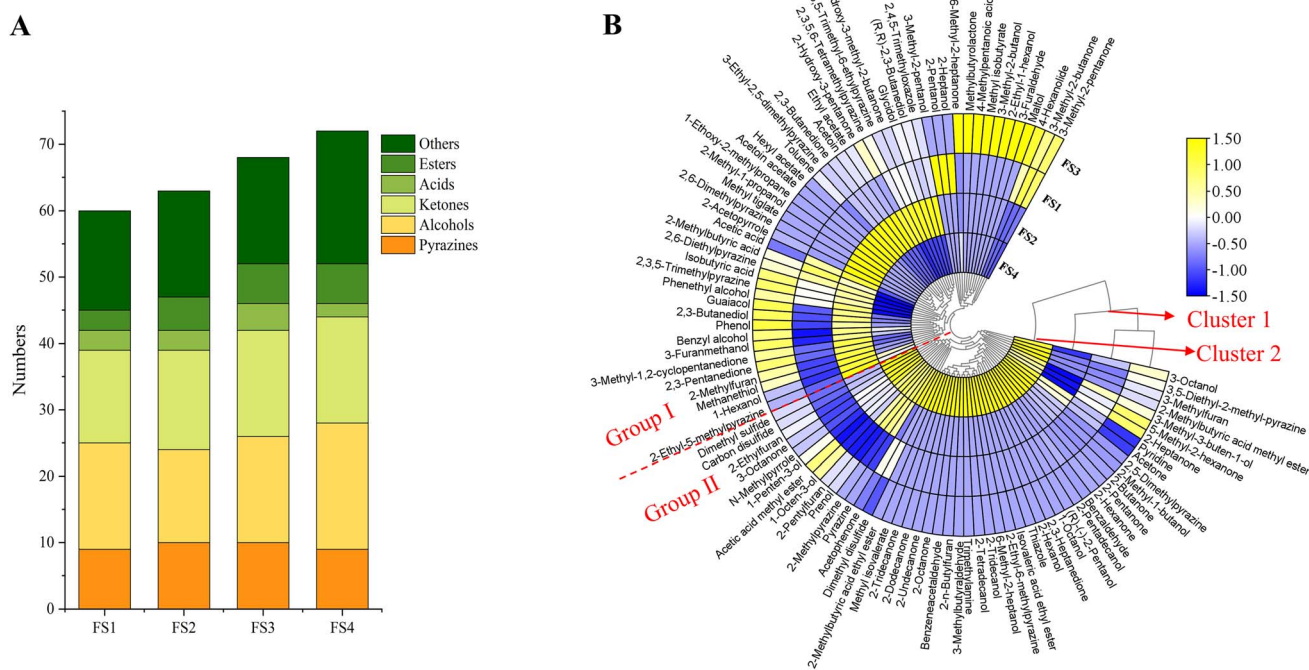 A
Numbers
70
60
50
40
30
20
10
0
FS1
FS2
FS3
FS4
Others
Esters
Acids
Ketones
Alcohols
Pyrazines
B
6-Methyl-2-heptanone
Methylbutyrolactone
4-Methylpentanoic acid
Methyl isobutyrate
3-Methyl-2-butanol
2-Ethyl-1-hexanol
3-Furaldehyde
Maltol
4-Hexanolide
3-Methyl-2-butanone
3-Methyl-2-pentanone
FS3
FS1
FS2
FS4
1.50
1.00
0.50
0.00
-0.50
-1.00
-1.50
Cluster 1
Cluster 2
2-Heptanol
2-Pentanol
3-Methyl-2-pentanol
2,4,5-Trimethyloxazole
(R,R)-2,3-Butanediol
Glycidol
hydroxy-3-methyl-2-butanone
,5-Trimethyl-6-ethylpyrazine
2,3,5,6-Tetramethylpyrazine
2-Hydroxy-3-pentanone
Ethyl acetate
Acetoin
3-Ethyl-2,5-dimethylpyrazine
2,3-Butanedione
Toluene
Hexyl acetate
Acetoin acetate
1-Ethoxy-2-methylpropane
2-Methyl-1-propanol
Methyl tiglate
2,6-Dimethylpyrazine
2-Acetopyrrole
Acetic acid
2-Methylbutyric acid
2,6-Diethylpyrazine
Isobutyric acid
2,3,5-Trimethylpyrazine
Phenethyl alcohol
Guaiacol
2,3-Butanediol
Phenol
Benzyl alcohol
3-Furanmethanol
3-Methyl-1,2-cyclopentanedione
2,3-Pentanedione
2-Methylfuran
Methanethiol
1-Hexanol
Group I
2-Ethyl-5-methylpyrazine
Group II
Dimethyl sulfide
Carbon disulfide
2-Ethylfuran
3-Octanone
N-Methylpyrrole
1-Penten-3-ol
Acetic acid methyl ester
1-Octen-3-ol
2-Pentylfuran
Prenol
2-Methylpyrazine
Pyrazine
Acetophenone
Dimethyl disulfide
2-Methylbutyric acid ethyl ester
Methyl isovalerate
2-Tridecanone
2-Dodecanone
2-Undecanone
2-Octanone
Benzeneacetaldehyde
2-n-Butylfuran
3-Methylbutyraldehyde
Trimethylamine
2-Tetradecanol
2-Tridecanol
6-Methyl-2-heptanol
2-Ethyl-6-methylpyrazine
Isovaleric acid ethyl ester
Thiazole
2-Hexanol
2,3-Heptanedione
1-Octanol
(R)-(-)-2-Pentanol
2-Pentadecanol
Benzaldehyde
2-Hexanone
2-Pentanone
2-Butanone
2-Methyl-1-butanol
2,5-Dimethylpyrazine
Acetone
Pyridine
2-Heptanone
5-Methyl-2-hexanone
3-Methyl-3-buten-1-ol
2-Methylbutyric acid methyl ester
3-Methylfuran
3,5-Diethyl-2-methyl-pyrazine
3-Octanol